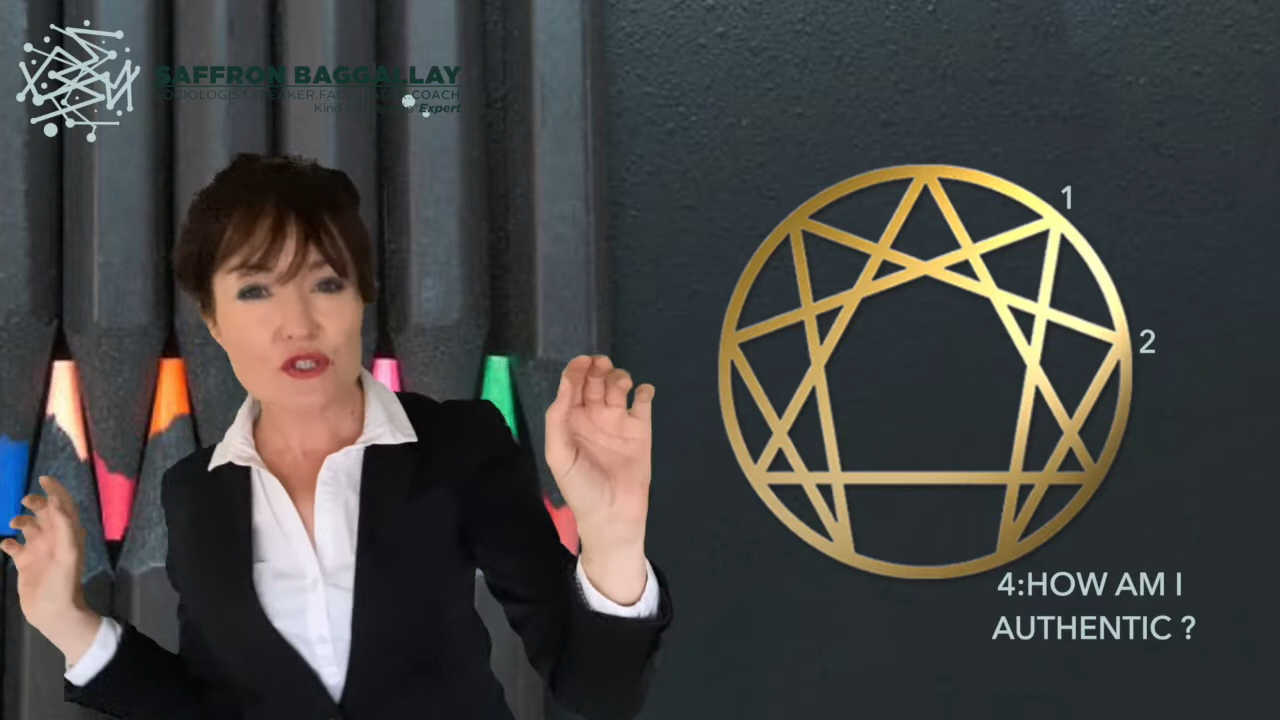 SAFFRON BAGGALLAY
COACH
Expert
1
2
4:HOW AM I
AUTHENTIC ?